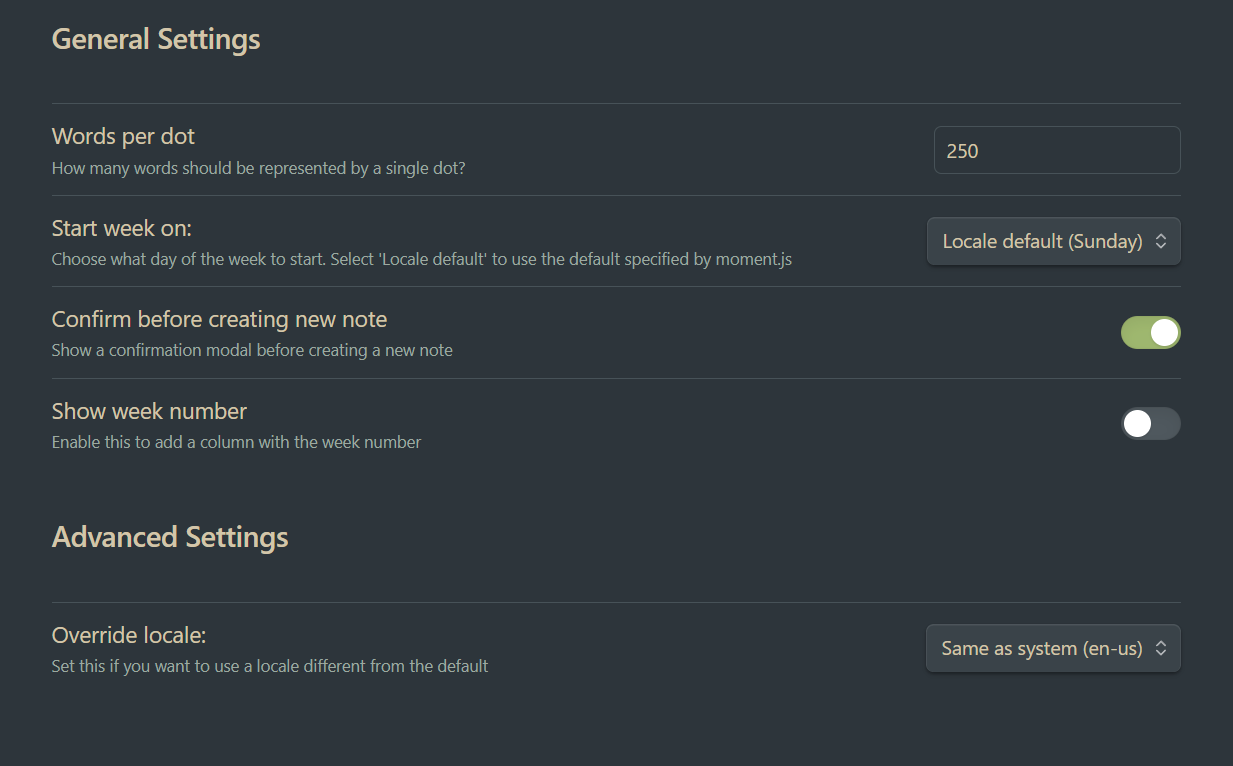 General Settings
Words per dot
How many words should be represented by a single dot?
250
Start week on:
Choose what day of the week to start. Select 'Locale default' to use the default specified by moment.js
Locale default (Sunday)
Confirm before creating new note
Show a confirmation modal before creating a new note
Show week number
Enable this to add a column with the week number
Advanced Settings
Override locale:
Set this if you want to use a locale different from the default
Same as system (en-us)